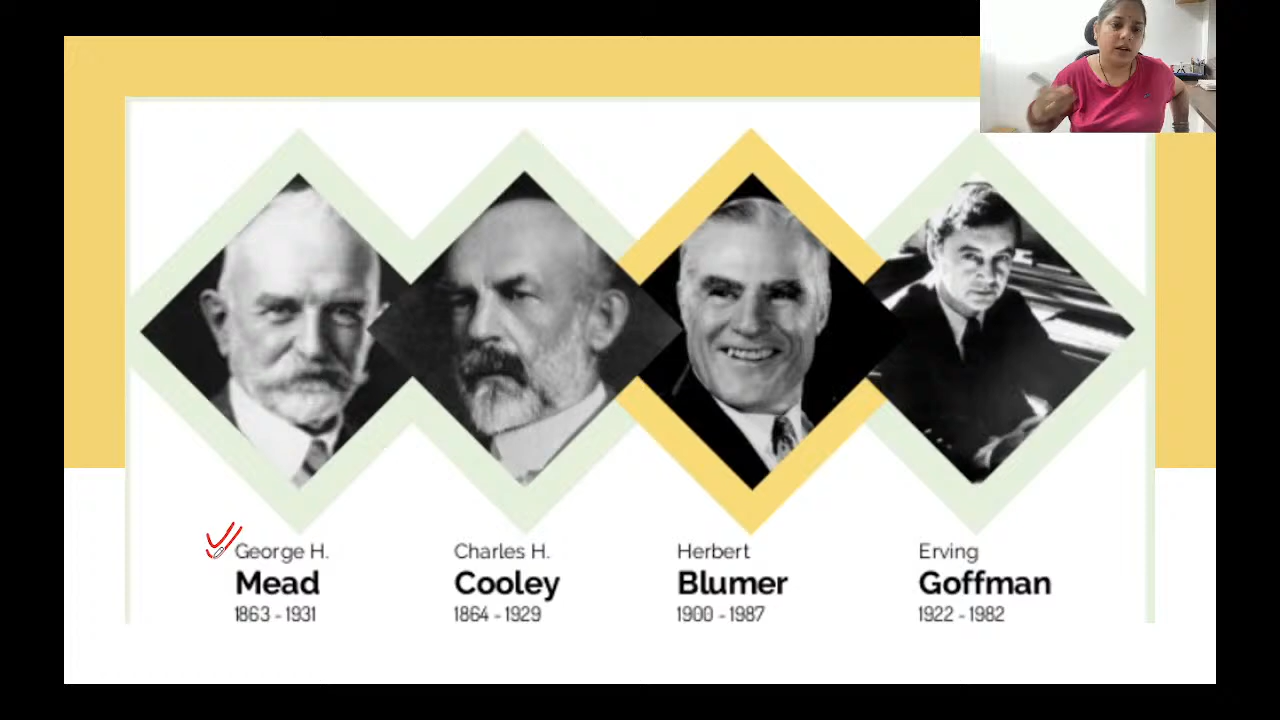 George H.
Mead
1863 - 1931
Charles H.
Cooley
1864 - 1929
Herbert
Blumer
1900 - 1987
Erving
Goffman
1922 - 1982